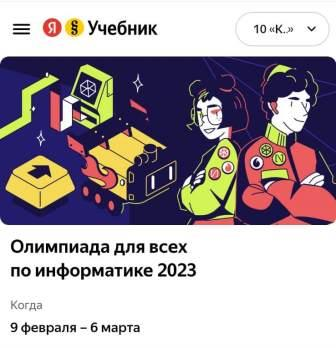 Я § Учебник
10 «К..»
Олимпиада для всех
по информатике 2023
Когда
9 февраля – 6 марта